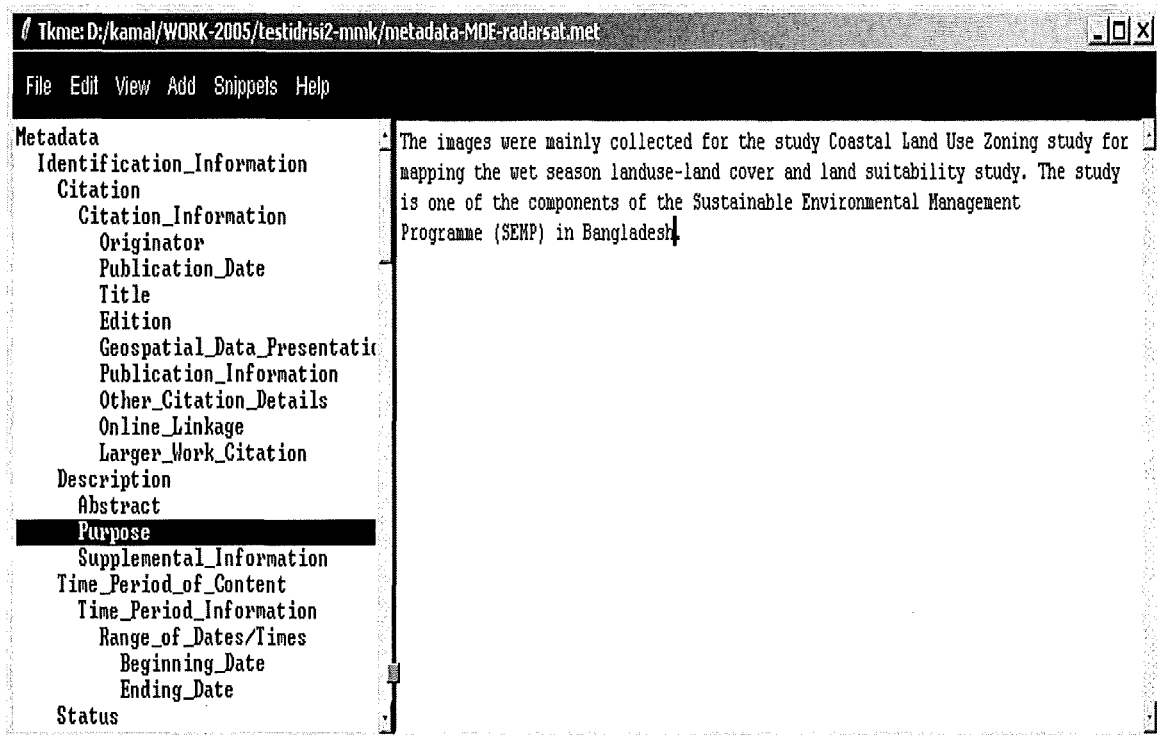 Tkme: D:/kamal/WORK-2005/testidrisi2-mmk/metadata-MOE-radarsat.met
File Edit View Add Snippets Help
Metadata
Identification_Information
Citation
Citation_Information
Originator
Publication_Date
Title
Edition
Geospatial_Data_Presentatio
Publication_Information
Other_Citation_Details
Online_Linkage
Larger_Work_Citation
Description
Abstract
Purpose
Supplemental_Information
Time_Period_of_Content
Time_Period_Information
Range_of_Dates/Times
Beginning_Date
Ending_Date
Status
The images were mainly collected for the study Coastal Land Use Zoning study for
mapping the wet season landuse-land cover and land suitability study. The study
is one of the components of the Sustainable Environmental Management
Programme (SEMP) in Bangladesh.